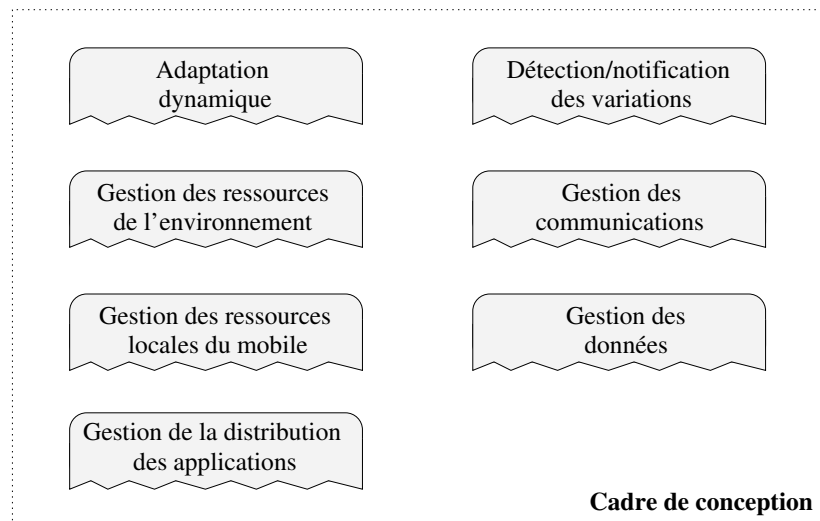 Adaptation
dynamique
Détection/notification
des variations
Gestion des ressources
de l'environnement
Gestion des
communications
Gestion des ressources
locales du mobile
Gestion des
données
Gestion de la distribution
des applications
Cadre de conception